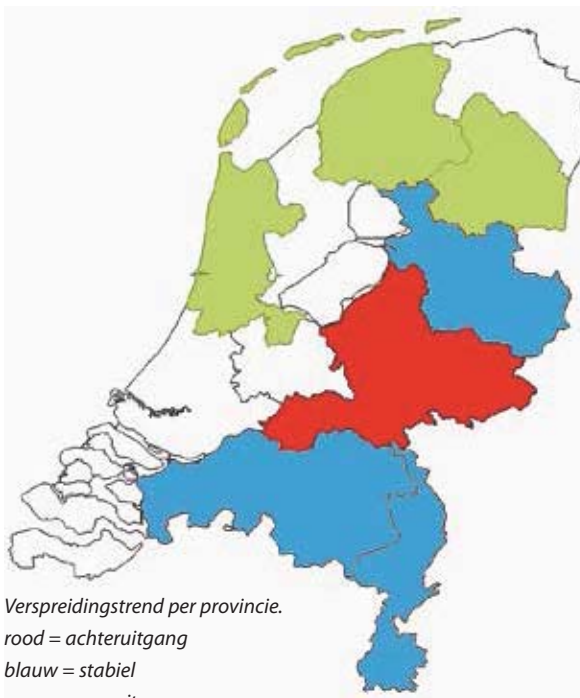 Verspreidingstrend per provincie.
rood = achteruitgang
blauw = stabiel